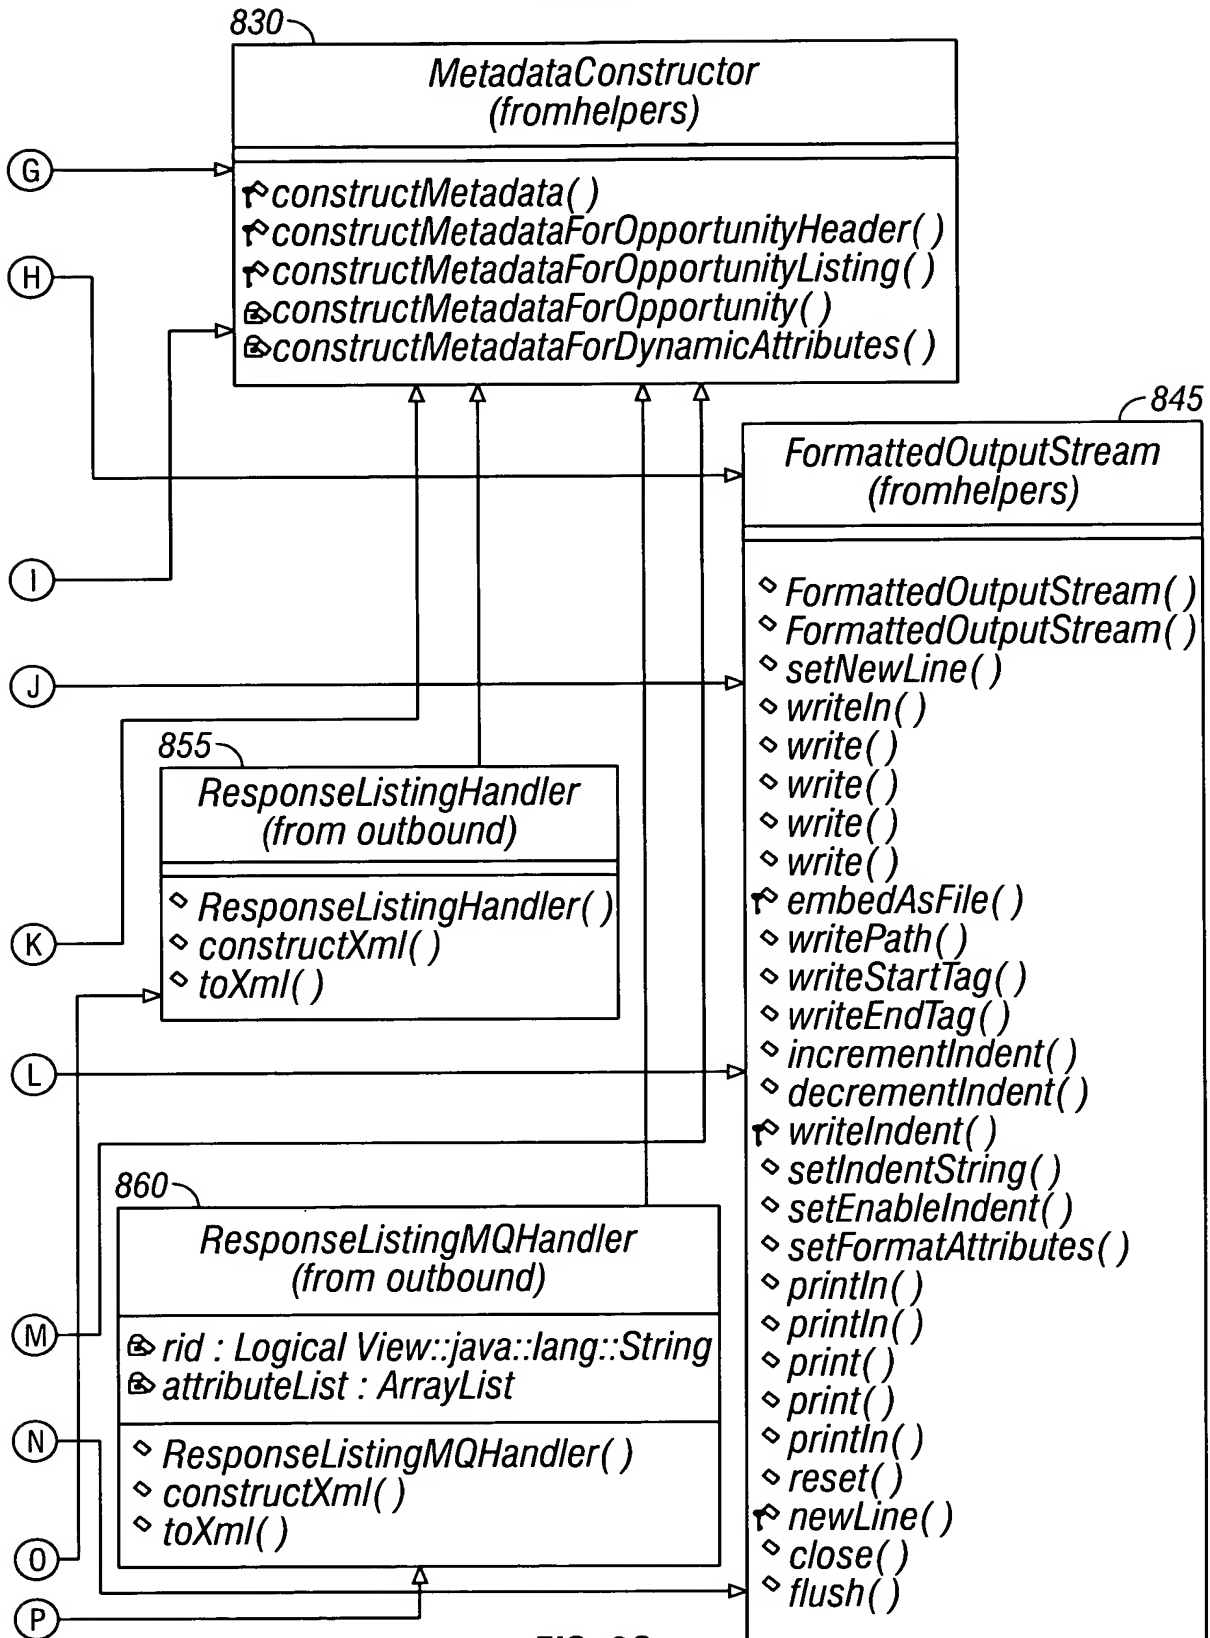 830
MetadataConstructor
(fromhelpers)
G
constructMetadata( )
constructMetadataForOpportunityHeader( )
H
constructMetadataForOpportunityListing( )
constructMetadataForOpportunity( )
constructMetadataForDynamicAttributes( )
845
FormattedOutputStream
(fromhelpers)
I
FormattedOutputStream( )
FormattedOutputStream( )
setNewLine( )
J
writeln( )
write( )
write( )
write( )
write( )
embedAsFile( )
writePath( )
writeStartTag( )
writeEndTag( )
incrementIndent( )
decrementIndent( )
writeIndent( )
setIndentString( )
setEnableIndent( )
setFormatAttributes( )
println( )
println( )
print( )
print( )
println( )
reset( )
newLine( )
close( )
flush( )
855
ResponseListingHandler
(from outbound)
ResponseListingHandler( )
constructXml( )
toXml( )
K
L
860
ResponseListingMQHandler
(from outbound)
M
rid : Logical View::java::lang::String
attributeList : ArrayList
N
ResponseListingMQHandler( )
constructXml( )
toXml( )
O
P